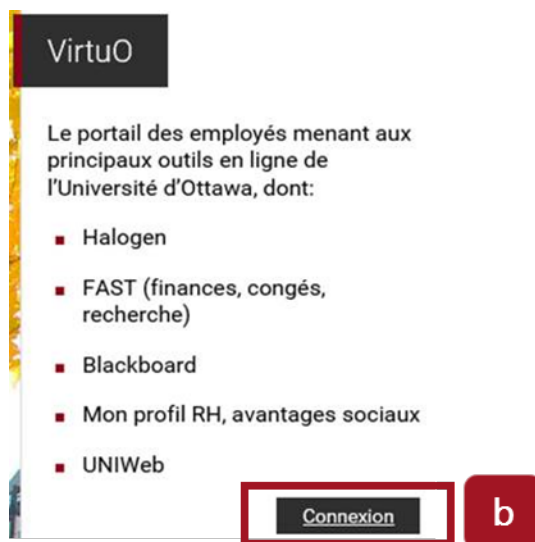 VirtuO
Le portail des employés menant aux
principaux outils en ligne de
l'Université d'Ottawa, dont:
Halogen
FAST (finances, congés,
recherche)
Blackboard
Mon profil RH, avantages sociaux
UNIWeb
Connexion
b